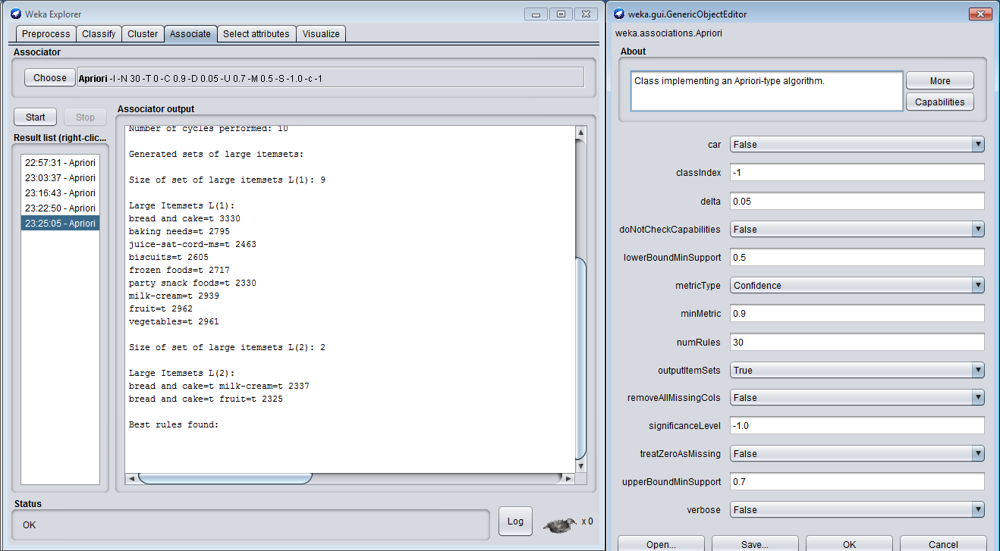 Weka Explorer
Preprocess Classify Cluster Associate Select attributes Visualize
Associator
Choose Apriori -I -N 30 -T 0 -C 0.9 -D 0.05 -U 0.7 -M 0.5 -S -1.0 -c -1
Start Stop
Result list (right-clic...
22:57:31 - Apriori
23:03:37 - Apriori
23:16:43 - Apriori
23:22:50 - Apriori
23:25:05 - Apriori
Associator output
Number of cycles performed: 10
Generated sets of large itemsets:
Size of set of large itemsets L(1): 9
Large Itemsets L(1):
bread and cake=t 3330
baking needs=t 2795
juice-sat-cord-ms=t 2463
biscuits=t 2605
frozen foods=t 2717
party snack foods=t 2330
milk-cream=t 2939
fruit=t 2962
vegetables=t 2961
Size of set of large itemsets L(2): 2
Large Itemsets L(2):
bread and cake=t milk-cream=t 2337
bread and cake=t fruit=t 2325
Best rules found:
Status
OK
Log
x 0
weka.gui.GenericObjectEditor
weka.associations.Apriori
About
Class implementing an Apriori-type algorithm.
More
Capabilities
car False
classIndex -1
delta 0.05
doNotCheckCapabilities False
lowerBoundMinSupport 0.5
metricType Confidence
minMetric 0.9
numRules 30
outputItemSets True
removeAllMissingCols False
significanceLevel -1.0
treatZeroAsMissing False
upperBoundMinSupport 0.7
verbose False
Open... Save... OK Cancel